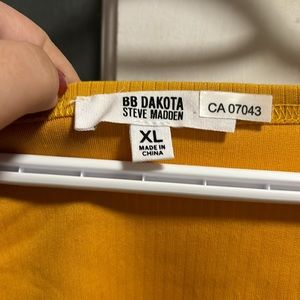 BB DAKOTA
STEVE MADDEN
CA 07043
XL
MADE IN
CHINA